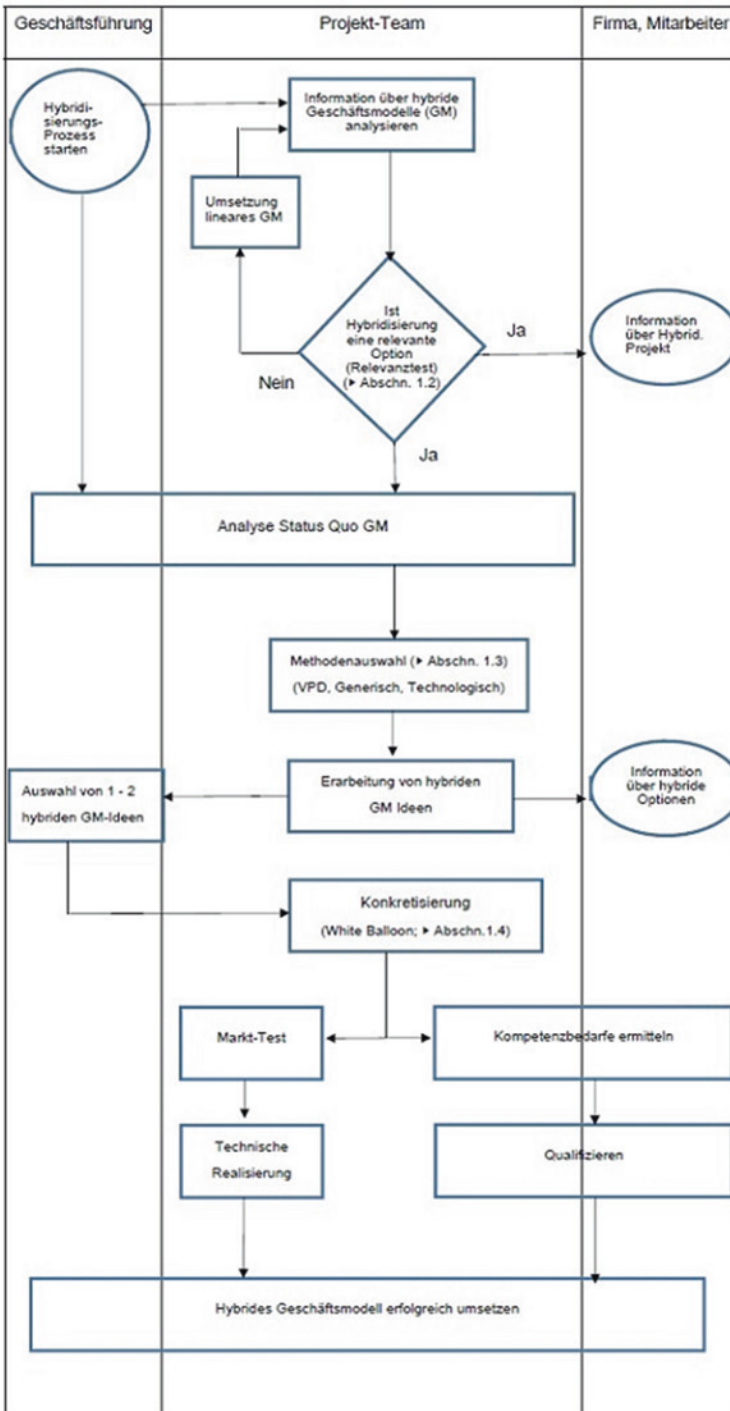 Geschäftsführung
Projekt-Team
Firma, Mitarbeiter
Hybridi-
sierungs-
Prozess
starten
Information über hybride
Geschäftsmodelle (GM)
analysieren
Umsetzung
lineares GM
Ist
Hybridisierung
eine relevante
Option
(Relevanztest)
(▶ Abschn. 1.2)
Nein
Ja
Information
über Hybrid.
Projekt
Ja
Analyse Status Quo GM
Methodenauswahl (▶ Abschn. 1.3)
(VPD, Generisch, Technologisch)
Auswahl von 1 - 2
hybriden GM-Ideen
Erarbeitung von hybriden
GM Ideen
Information
über hybride
Optionen
Konkretisierung
(White Balloon; ▶ Abschn.1.4)
Markt-Test
Kompetenzbedarfe ermitteln
Technische
Realisierung
Qualifizieren
Hybrides Geschäftsmodell erfolgreich umsetzen